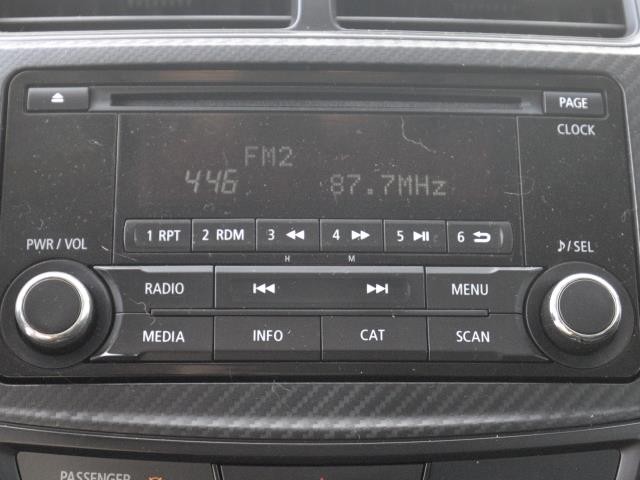 PAGE
CLOCK
FM2
446 87.7MHz
PWR / VOL
1 RPT 2 RDM 3 4 5 6
♪/SEL
H M
RADIO MENU
MEDIA INFO CAT SCAN
PASSENGER